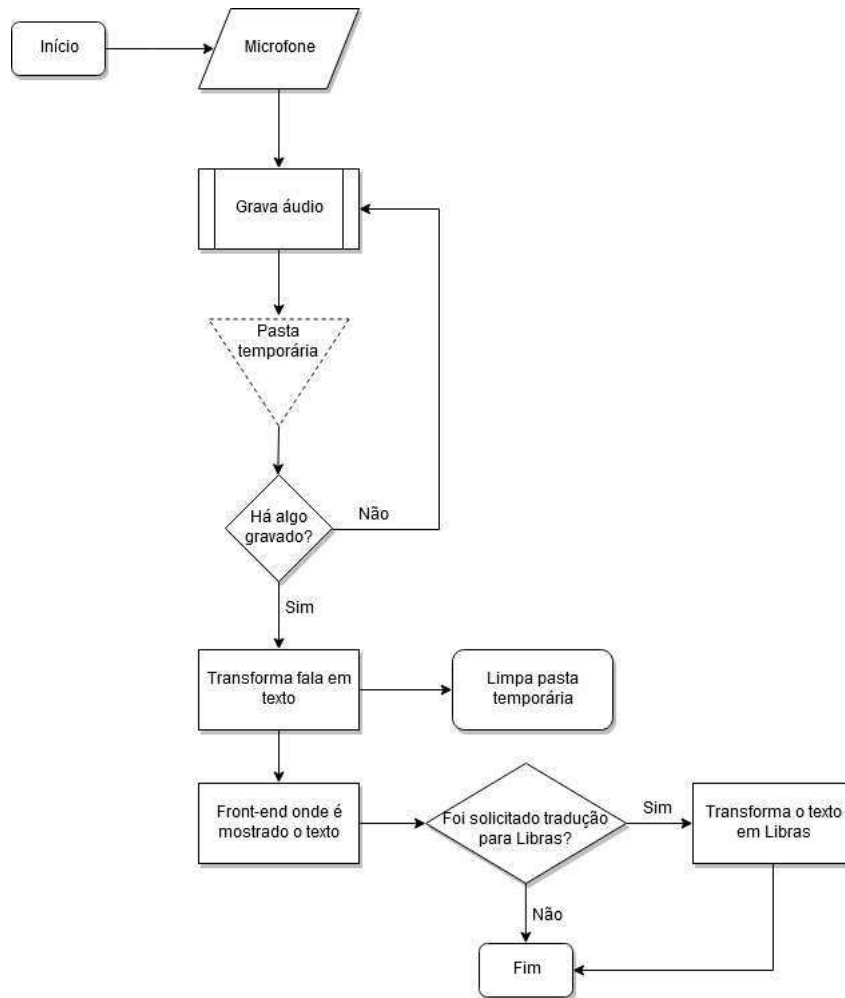 Início
Microfone
Grava áudio
Pasta
temporária
Há algo
gravado?
Não
Sim
Transforma fala em
texto
Limpa pasta
temporária
Front-end onde é
mostrado o texto
Foi solicitado tradução
para Libras?
Sim
Transforma o texto
em Libras
Não
Fim